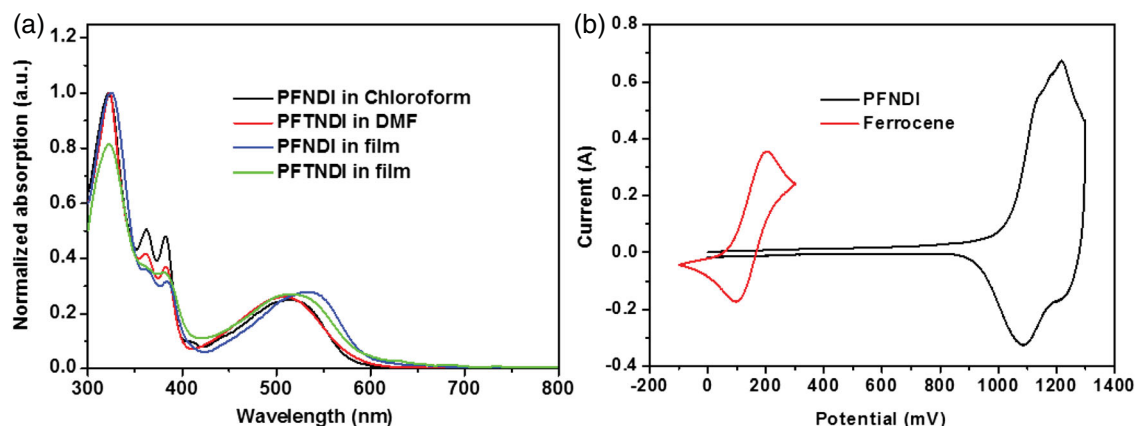 (a)
Normalized absorption (a.u.)
1.2
1.0
0.8
0.6
0.4
0.2
0.0
PFNDI in Chloroform
PFTNDI in DMF
PFNDI in film
PFTNDI in film
300 400 500 600 700 800
Wavelength (nm)
(b)
Current (A)
0.8
0.6
0.4
0.2
0.0
-0.2
-0.4
PFNDI
Ferrocene
-200 0 200 400 600 800 1000 1200 1400
Potential (mV)